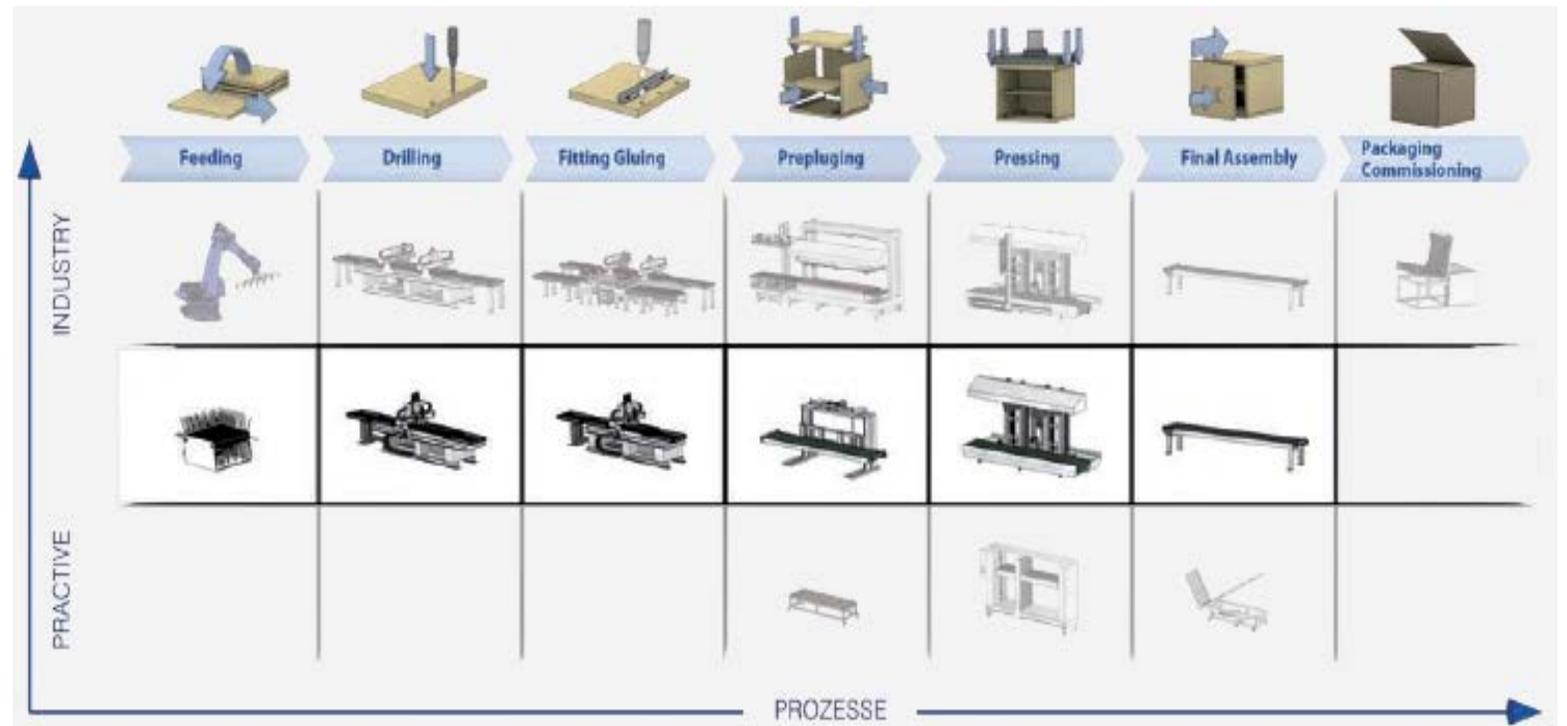 Feeding
Drilling
Fitting Gluing
Prepluging
Pressing
Final Assembly
Packaging
Commissioning
INDUSTRY
PRACTIVE
PROZESSE